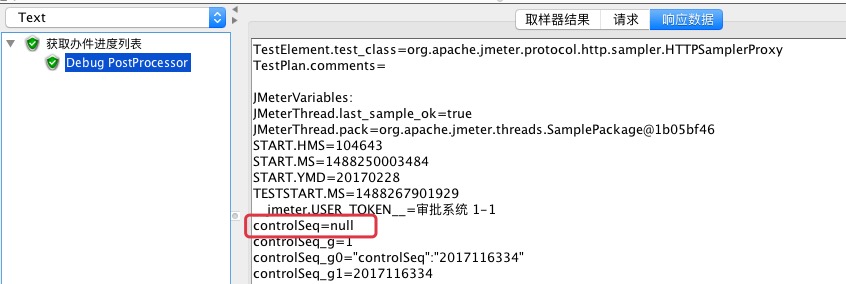 Text
取样器结果
请求
响应数据
获取办件进度列表
Debug PostProcessor
TestElement.test_class=org.apache.jmeter.protocol.http.sampler.HTTPSamplerProxy
TestPlan.comments=
JMeterVariables:
JMeterThread.last_sample_ok=true
JMeterThread.pack=org.apache.jmeter.threads.SamplePackage@1b05bf46
START.HMS=104643
START.MS=1488250003484
START.YMD=20170228
TESTSTART.MS=1488267901929
__jmeter.USER_TOKEN__=审批系统 1-1
controlSeq=null
controlSeq_g=1
controlSeq_g0="controlSeq":"2017116334"
controlSeq_g1=2017116334